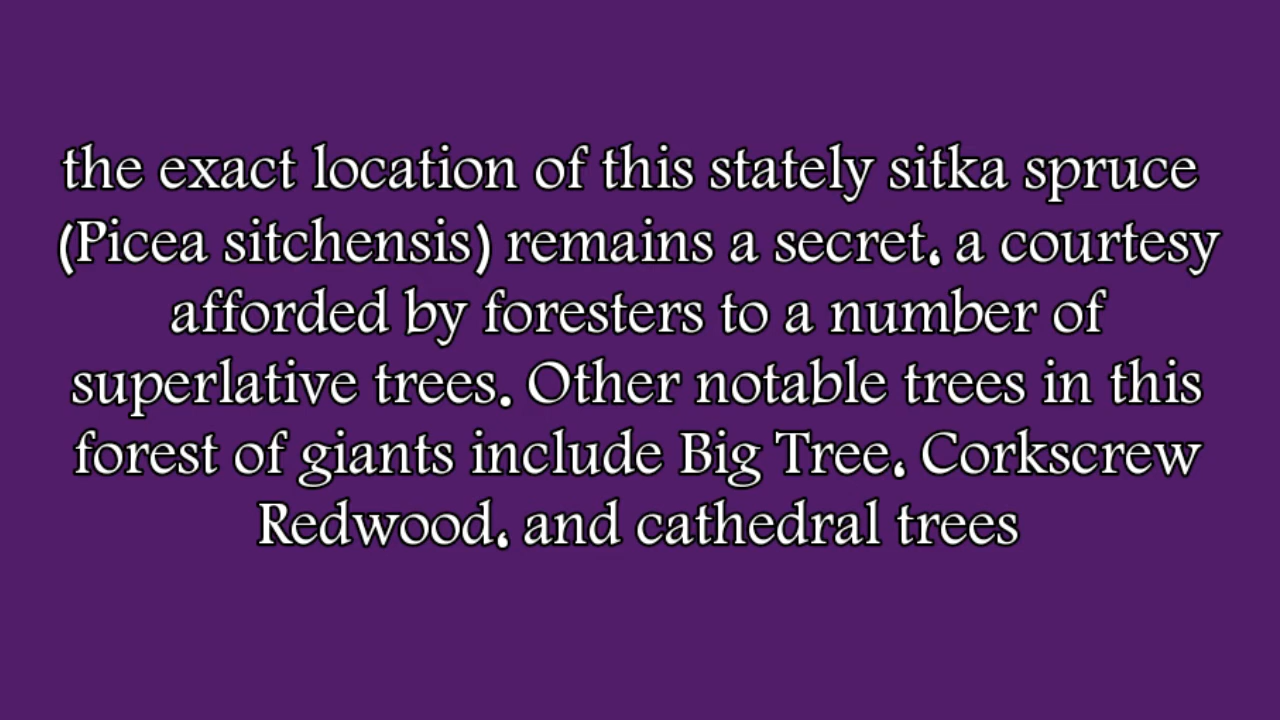 the exact location of this stately sitka spruce
(Picea sitchensis) remains a secret, a courtesy
afforded by foresters to a number of
superlative trees. Other notable trees in this
forest of giants include Big Tree, Corkscrew
Redwood, and cathedral trees